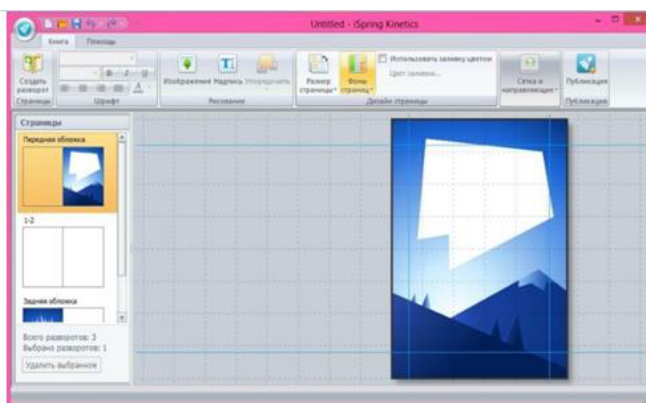 Untitled - iSpring Kinetics
Книга Помощь
Создать разворот
Изображение Надпись Упорядочить
Размер страницы
Фоны страниц
Использовать заливку цветом
Цвет заливки...
Сетка и направляющие
Публикация
Страницы Шрифт Рисование Дизайн страницы Публикация
Страницы
Передняя обложка
1-2
Задняя обложка
Всего разворотов: 3
Выбрано разворотов: 1
Удалить выбранное